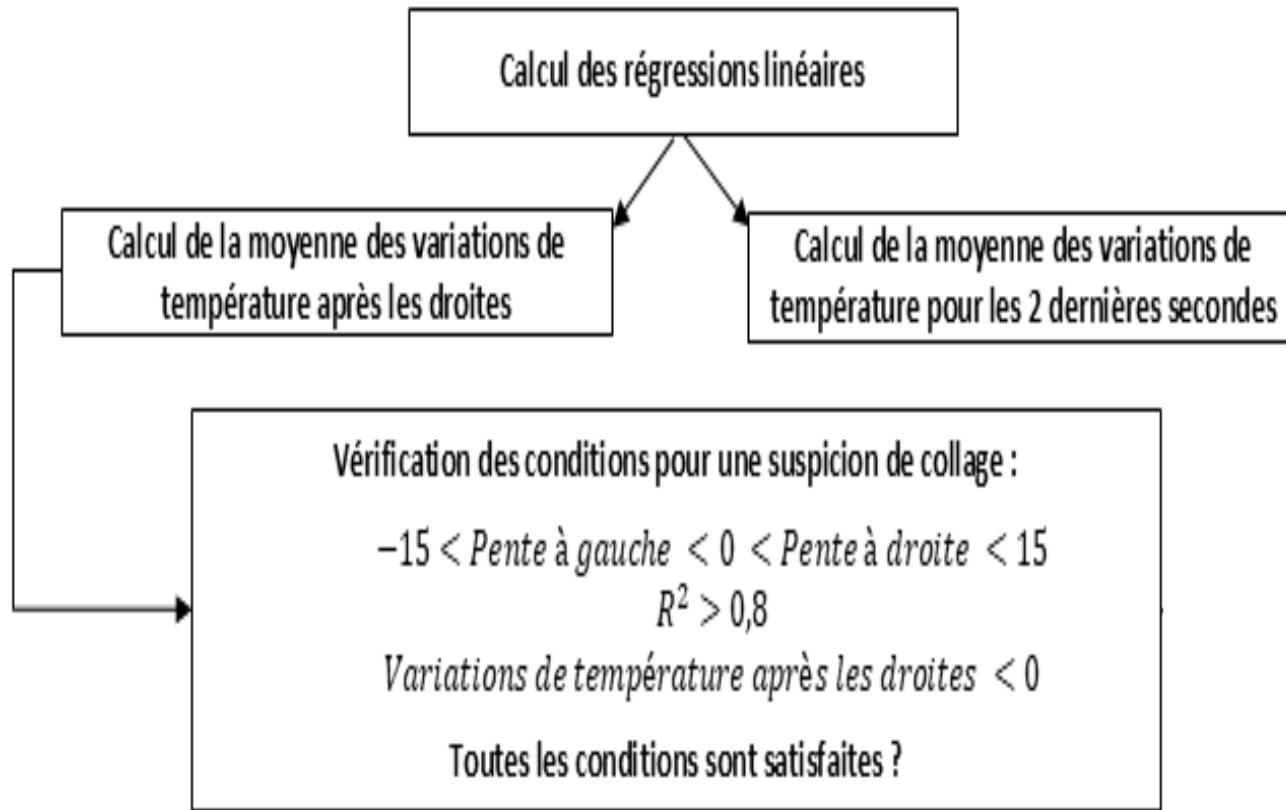 Calcul des régressions linéaires
Calcul de la moyenne des variations de
température après les droites
Calcul de la moyenne des variations de
température pour les 2 dernières secondes
Vérification des conditions pour une suspicion de collage :
−15 < Pente à gauche < 0 < Pente à droite < 15
R² > 0,8
Variations de température après les droites < 0
Toutes les conditions sont satisfaites ?